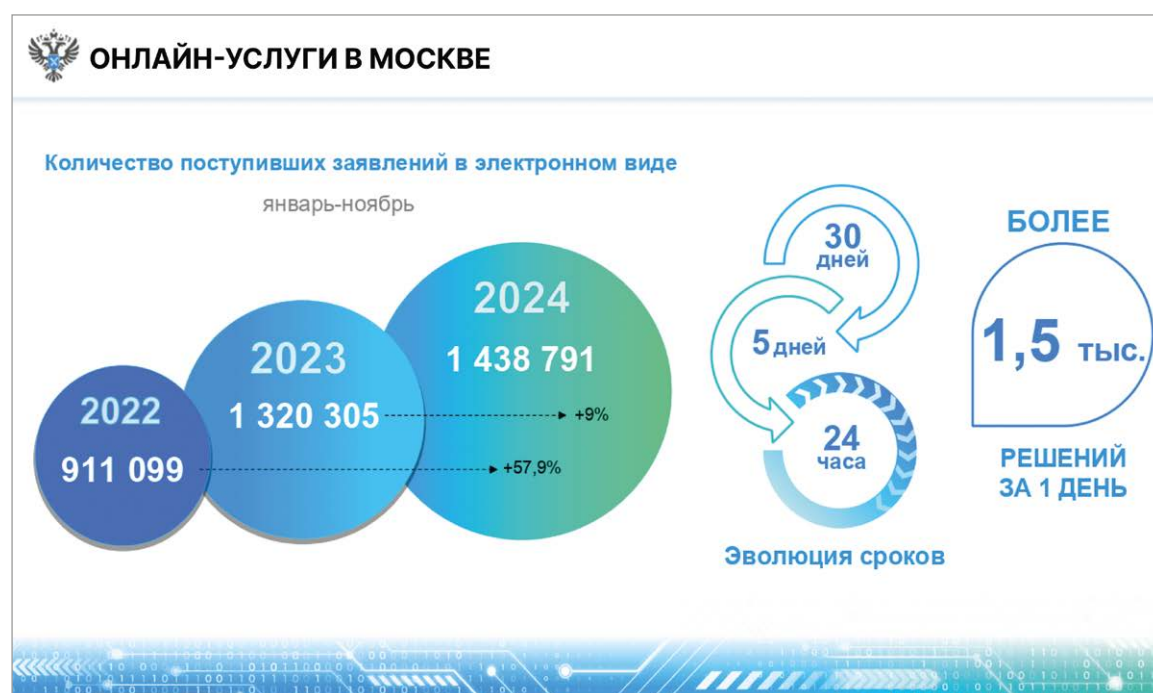 ОНЛАЙН-УСЛУГИ В МОСКВЕ
Количество поступивших заявлений в электронном виде
январь-ноябрь
2022
911 099
2023
1 320 305
2024
1 438 791
+9%
+57,9%
30
дней
5 дней
24
часа
Эволюция сроков
БОЛЕЕ
1,5 тыс.
РЕШЕНИЙ
ЗА 1 ДЕНЬ